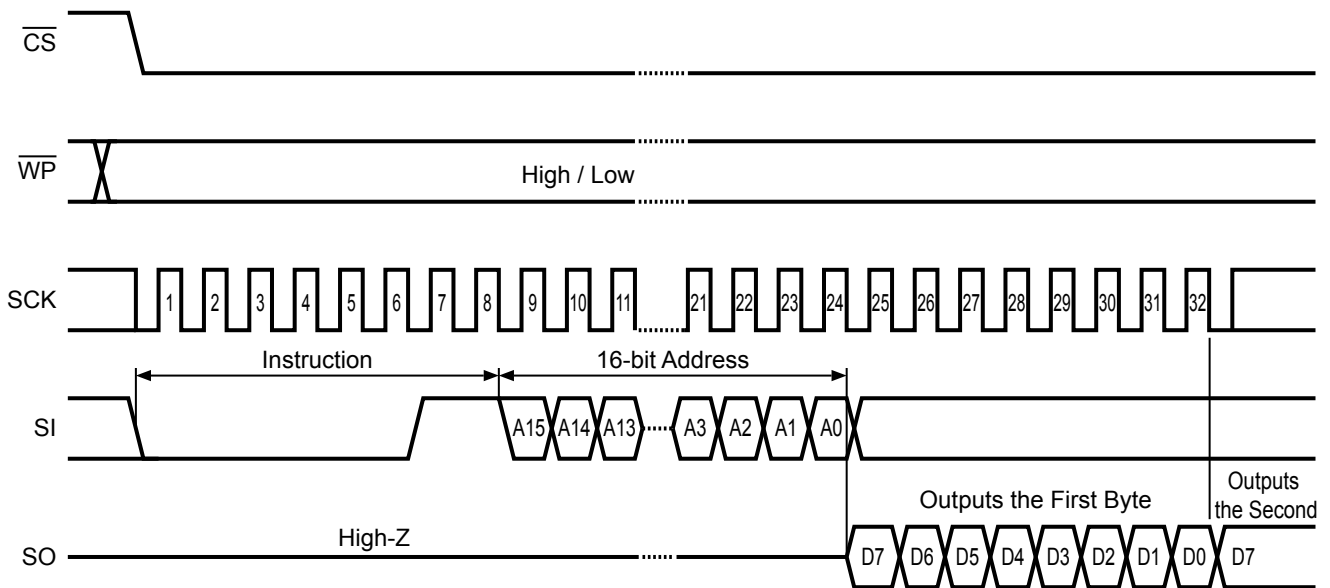 CS
WP
High / Low
SCK
1 2 3 4 5 6 7 8 9 10 11 21 22 23 24 25 26 27 28 29 30 31 32
Instruction
16-bit Address
SI
A15 A14 A13 A3 A2 A1 A0
Outputs the First Byte
Outputs
the Second
High-Z
SO
D7 D6 D5 D4 D3 D2 D1 D0 D7